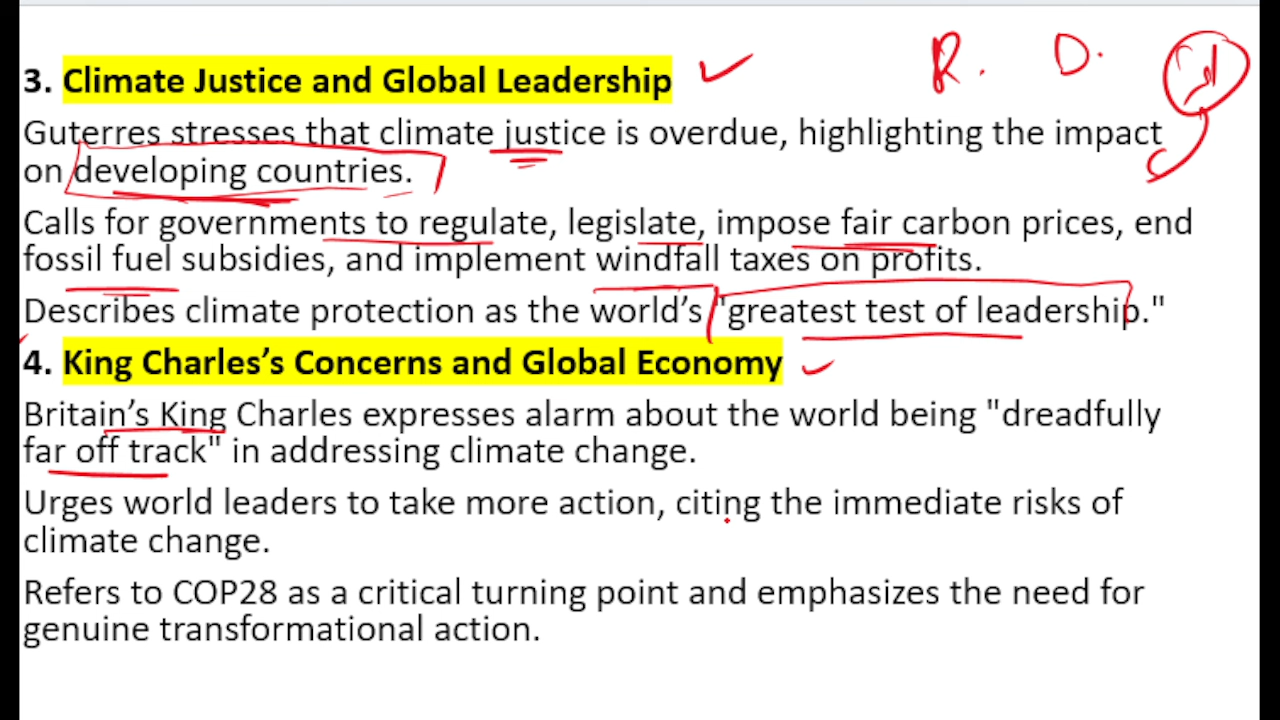 3. Climate Justice and Global Leadership
R. D.
Guterres stresses that climate justice is overdue, highlighting the impact
on developing countries.
Calls for governments to regulate, legislate, impose fair carbon prices, end
fossil fuel subsidies, and implement windfall taxes on profits.
Describes climate protection as the world's "greatest test of leadership."
4. King Charles's Concerns and Global Economy
Britain's King Charles expresses alarm about the world being "dreadfully
far off track" in addressing climate change.
Urges world leaders to take more action, citing the immediate risks of
climate change.
Refers to COP28 as a critical turning point and emphasizes the need for
genuine transformational action.